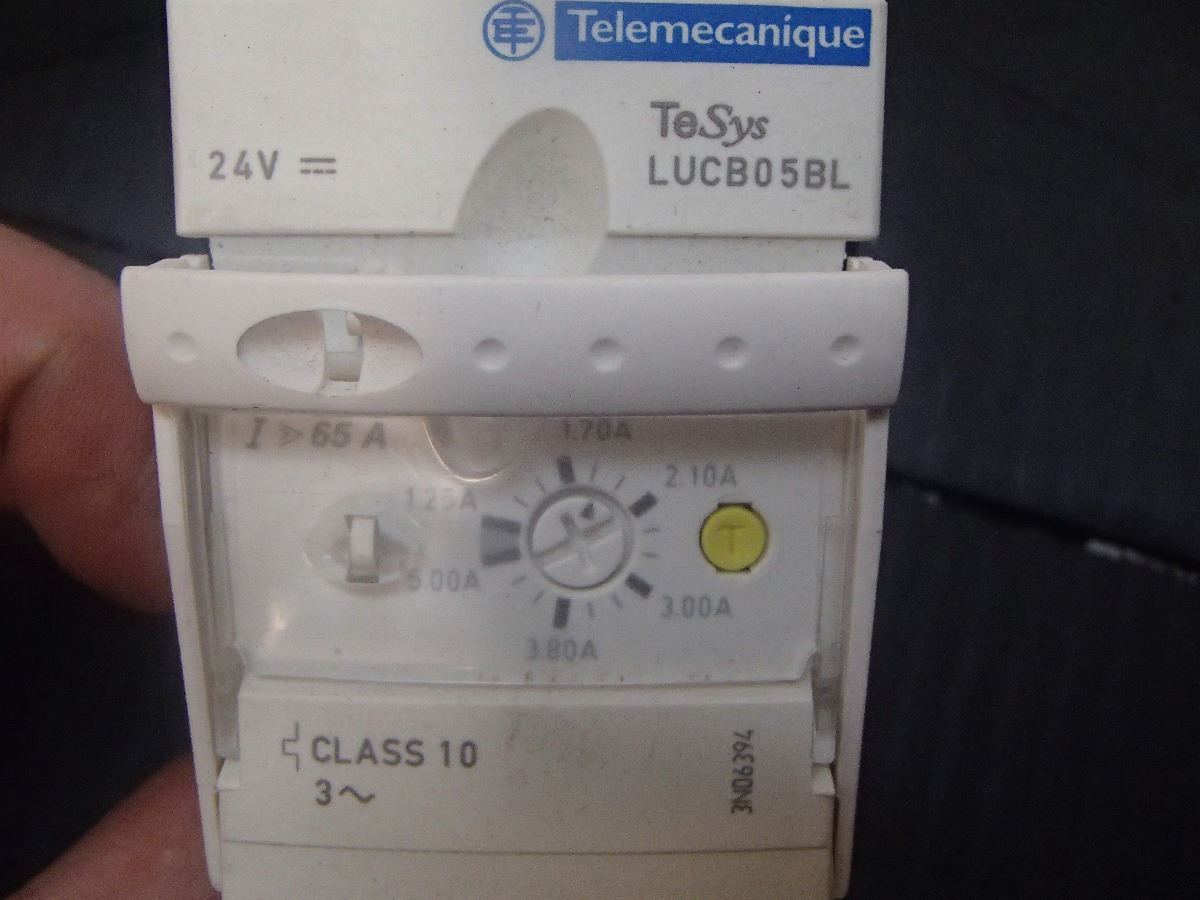 Telemecanique
TeSys
24V
LUCB05BL
I > 65 A
1.70A
2.10A
1.25A
5.00A
3.00A
3.80A
T
CLASS 10
3~
3N06394